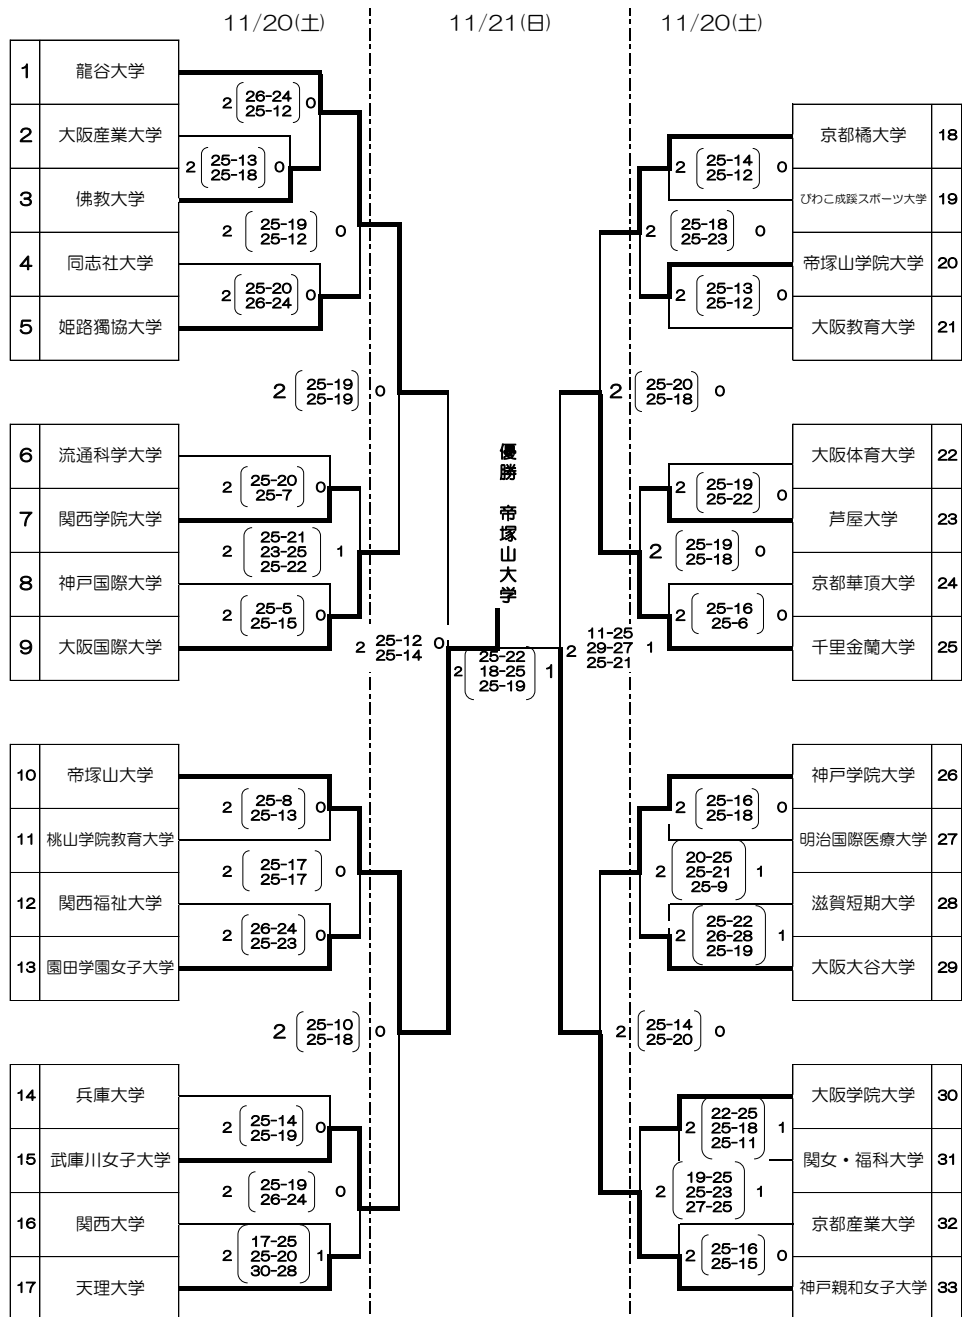 11/20(土)
11/21(日)
11/20(土)
1 龍谷大学
2 大阪産業大学
3 佛教大学
4 同志社大学
5 姫路獨協大学
2 26-24 0
25-12
2 25-13 0
25-18
2 25-19 0
25-12
2 25-20 0
26-24
2 25-19 0
25-19
6 流通科学大学
7 関西学院大学
8 神戸国際大学
9 大阪国際大学
2 25-20 0
25-7
25-21
2 23-25 1
25-22
2 25-5 0
25-15
2 25-12 0
25-14
10 帝塚山大学
11 桃山学院教育大学
12 関西福祉大学
13 園田学園女子大学
2 25-8 0
25-13
2 25-17 0
25-17
2 26-24 0
25-23
2 25-10 0
25-18
14 兵庫大学
15 武庫川女子大学
16 関西大学
17 天理大学
2 25-14 0
25-19
2 25-19 0
26-24
17-25
2 25-20 1
30-28
優勝 帝塚山大学
25-22
2 18-25 1
25-19
京都橘大学 18
びわこ成蹊スポーツ大学 19
帝塚山学院大学 20
大阪教育大学 21
2 25-14 0
25-12
2 25-18 0
25-23
2 25-13 0
25-12
2 25-20 0
25-18
大阪体育大学 22
芦屋大学 23
京都華頂大学 24
千里金蘭大学 25
2 25-19 0
25-22
2 25-19 0
25-18
2 25-16 0
25-6
11-25
2 29-27 1
25-21
神戸学院大学 26
明治国際医療大学 27
滋賀短期大学 28
大阪大谷大学 29
2 25-16 0
25-18
20-25
2 25-21 1
25-9
25-22
2 26-28 1
25-19
2 25-14 0
25-20
大阪学院大学 30
関女・福科大学 31
京都産業大学 32
神戸親和女子大学 33
22-25
2 25-18 1
25-11
19-25
2 25-23 1
27-25
2 25-16 0
25-15